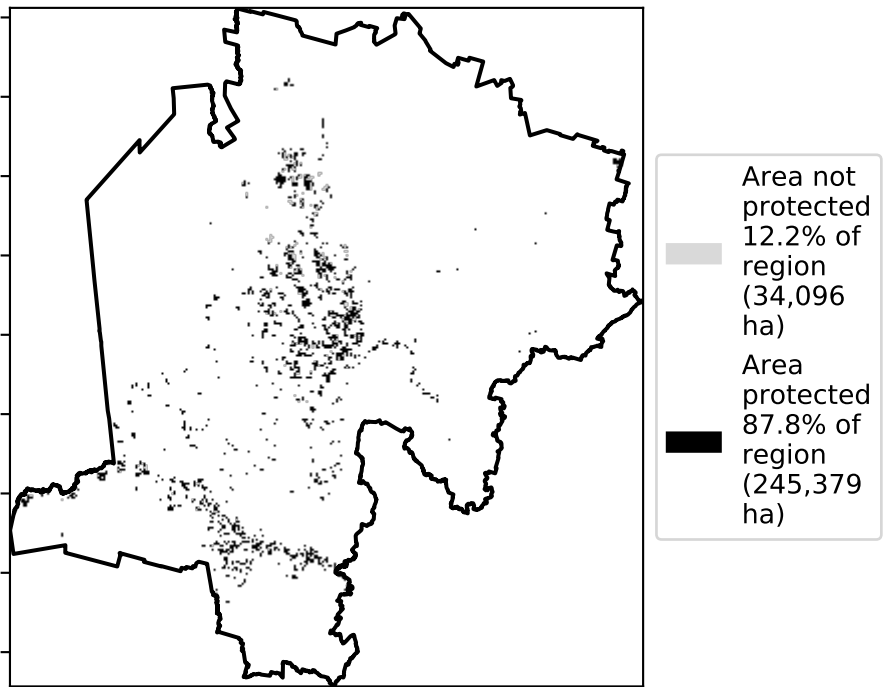 Area not
protected
12.2% of
region
(34,096
ha)
Area
protected
87.8% of
region
(245,379
ha)